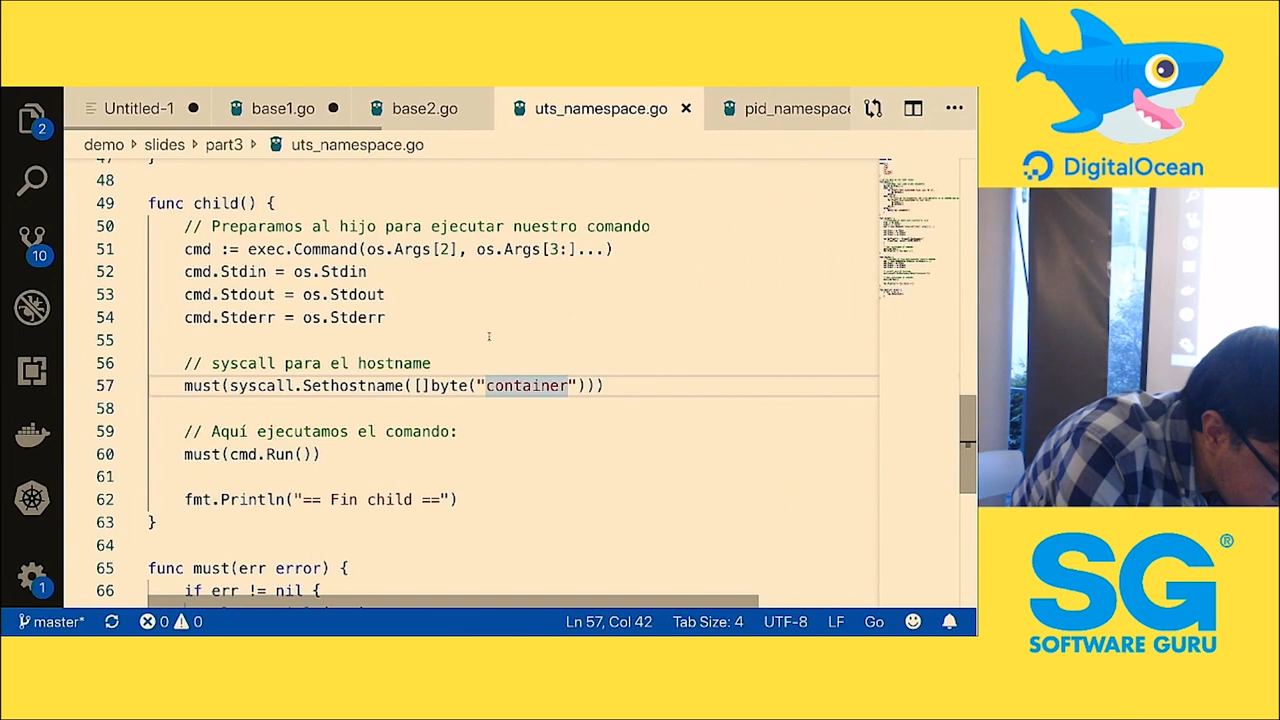 Untitled-1
base1.go
base2.go
uts_namespace.go
pid_namespace
demo slides part3 uts_namespace.go
2
10
1
47 }
48
49 func child() {
50 // Preparamos al hijo para ejecutar nuestro comando
51 cmd := exec.Command(os.Args[2], os.Args[3:]...)
52 cmd.Stdin = os.Stdin
53 cmd.Stdout = os.Stdout
54 cmd.Stderr = os.Stderr
55
56 // syscall para el hostname
57 must(syscall.Sethostname([]byte("container")))
58
59 // Aquí ejecutamos el comando:
60 must(cmd.Run())
61
62 fmt.Println("== Fin child ==")
63 }
64
65 func must(err error) {
66 if err != nil {
master* 0 0 Ln 57, Col 42 Tab Size: 4 UTF-8 LF Go
DigitalOcean
SG®
SOFTWARE GURU